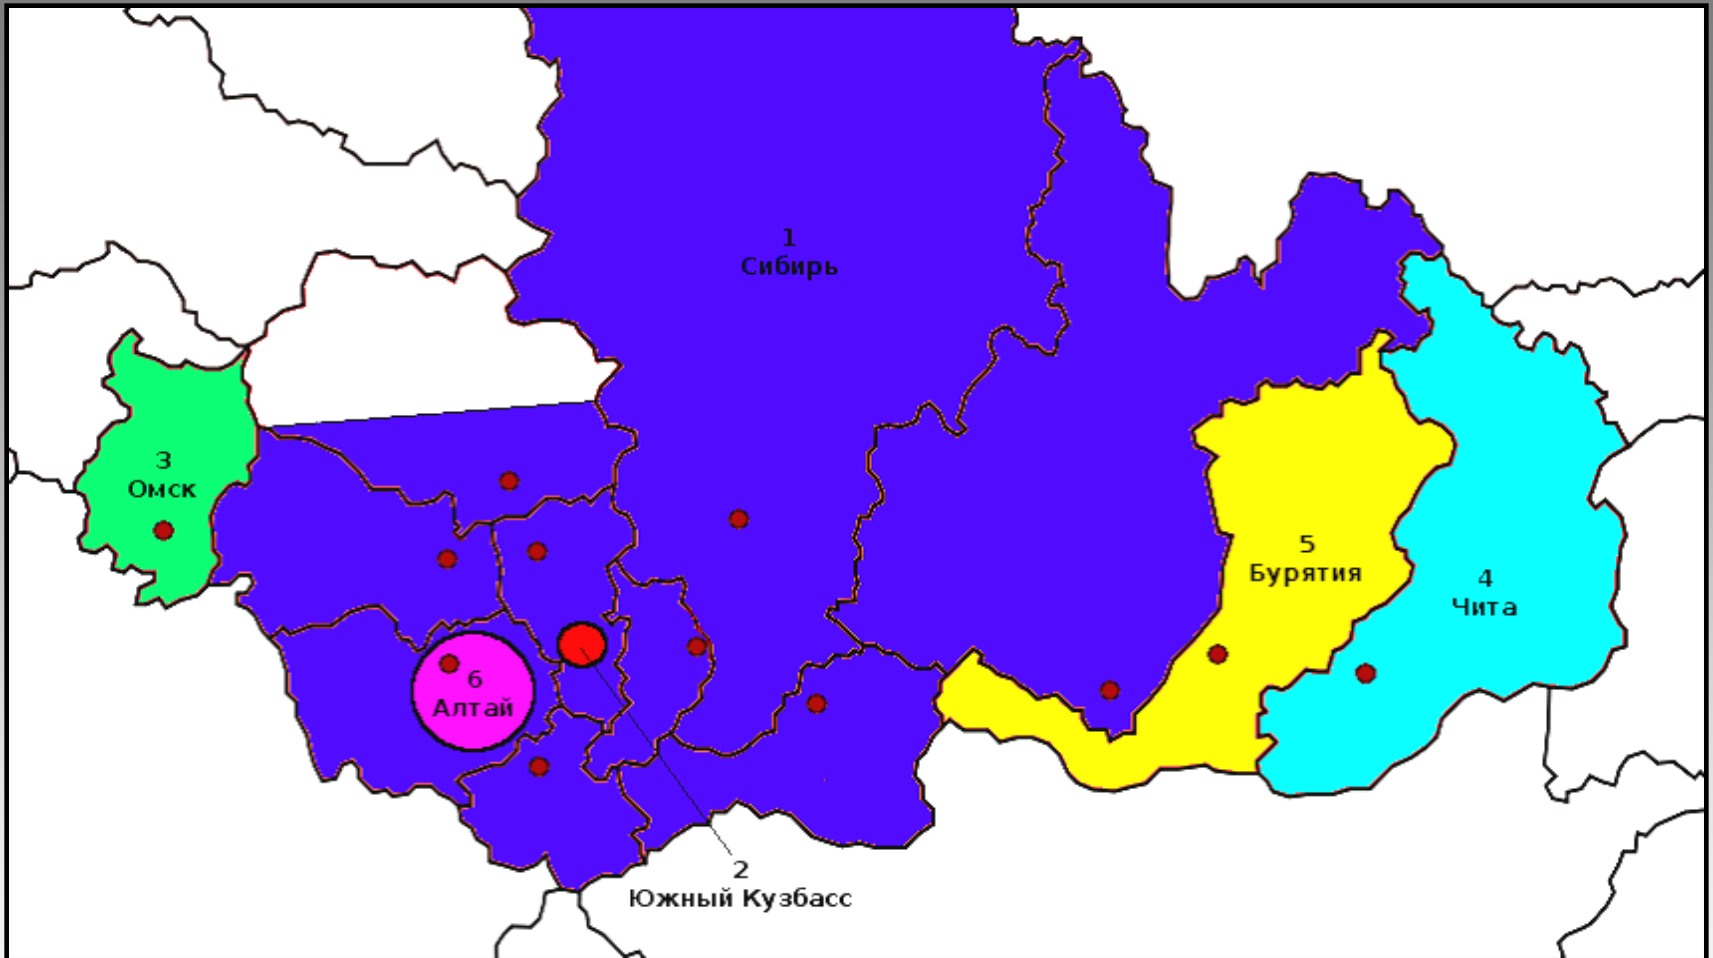 1
Сибирь
3
Омск
5
Бурятия
4
Чита
6
Алтай
2
Южный Кузбасс